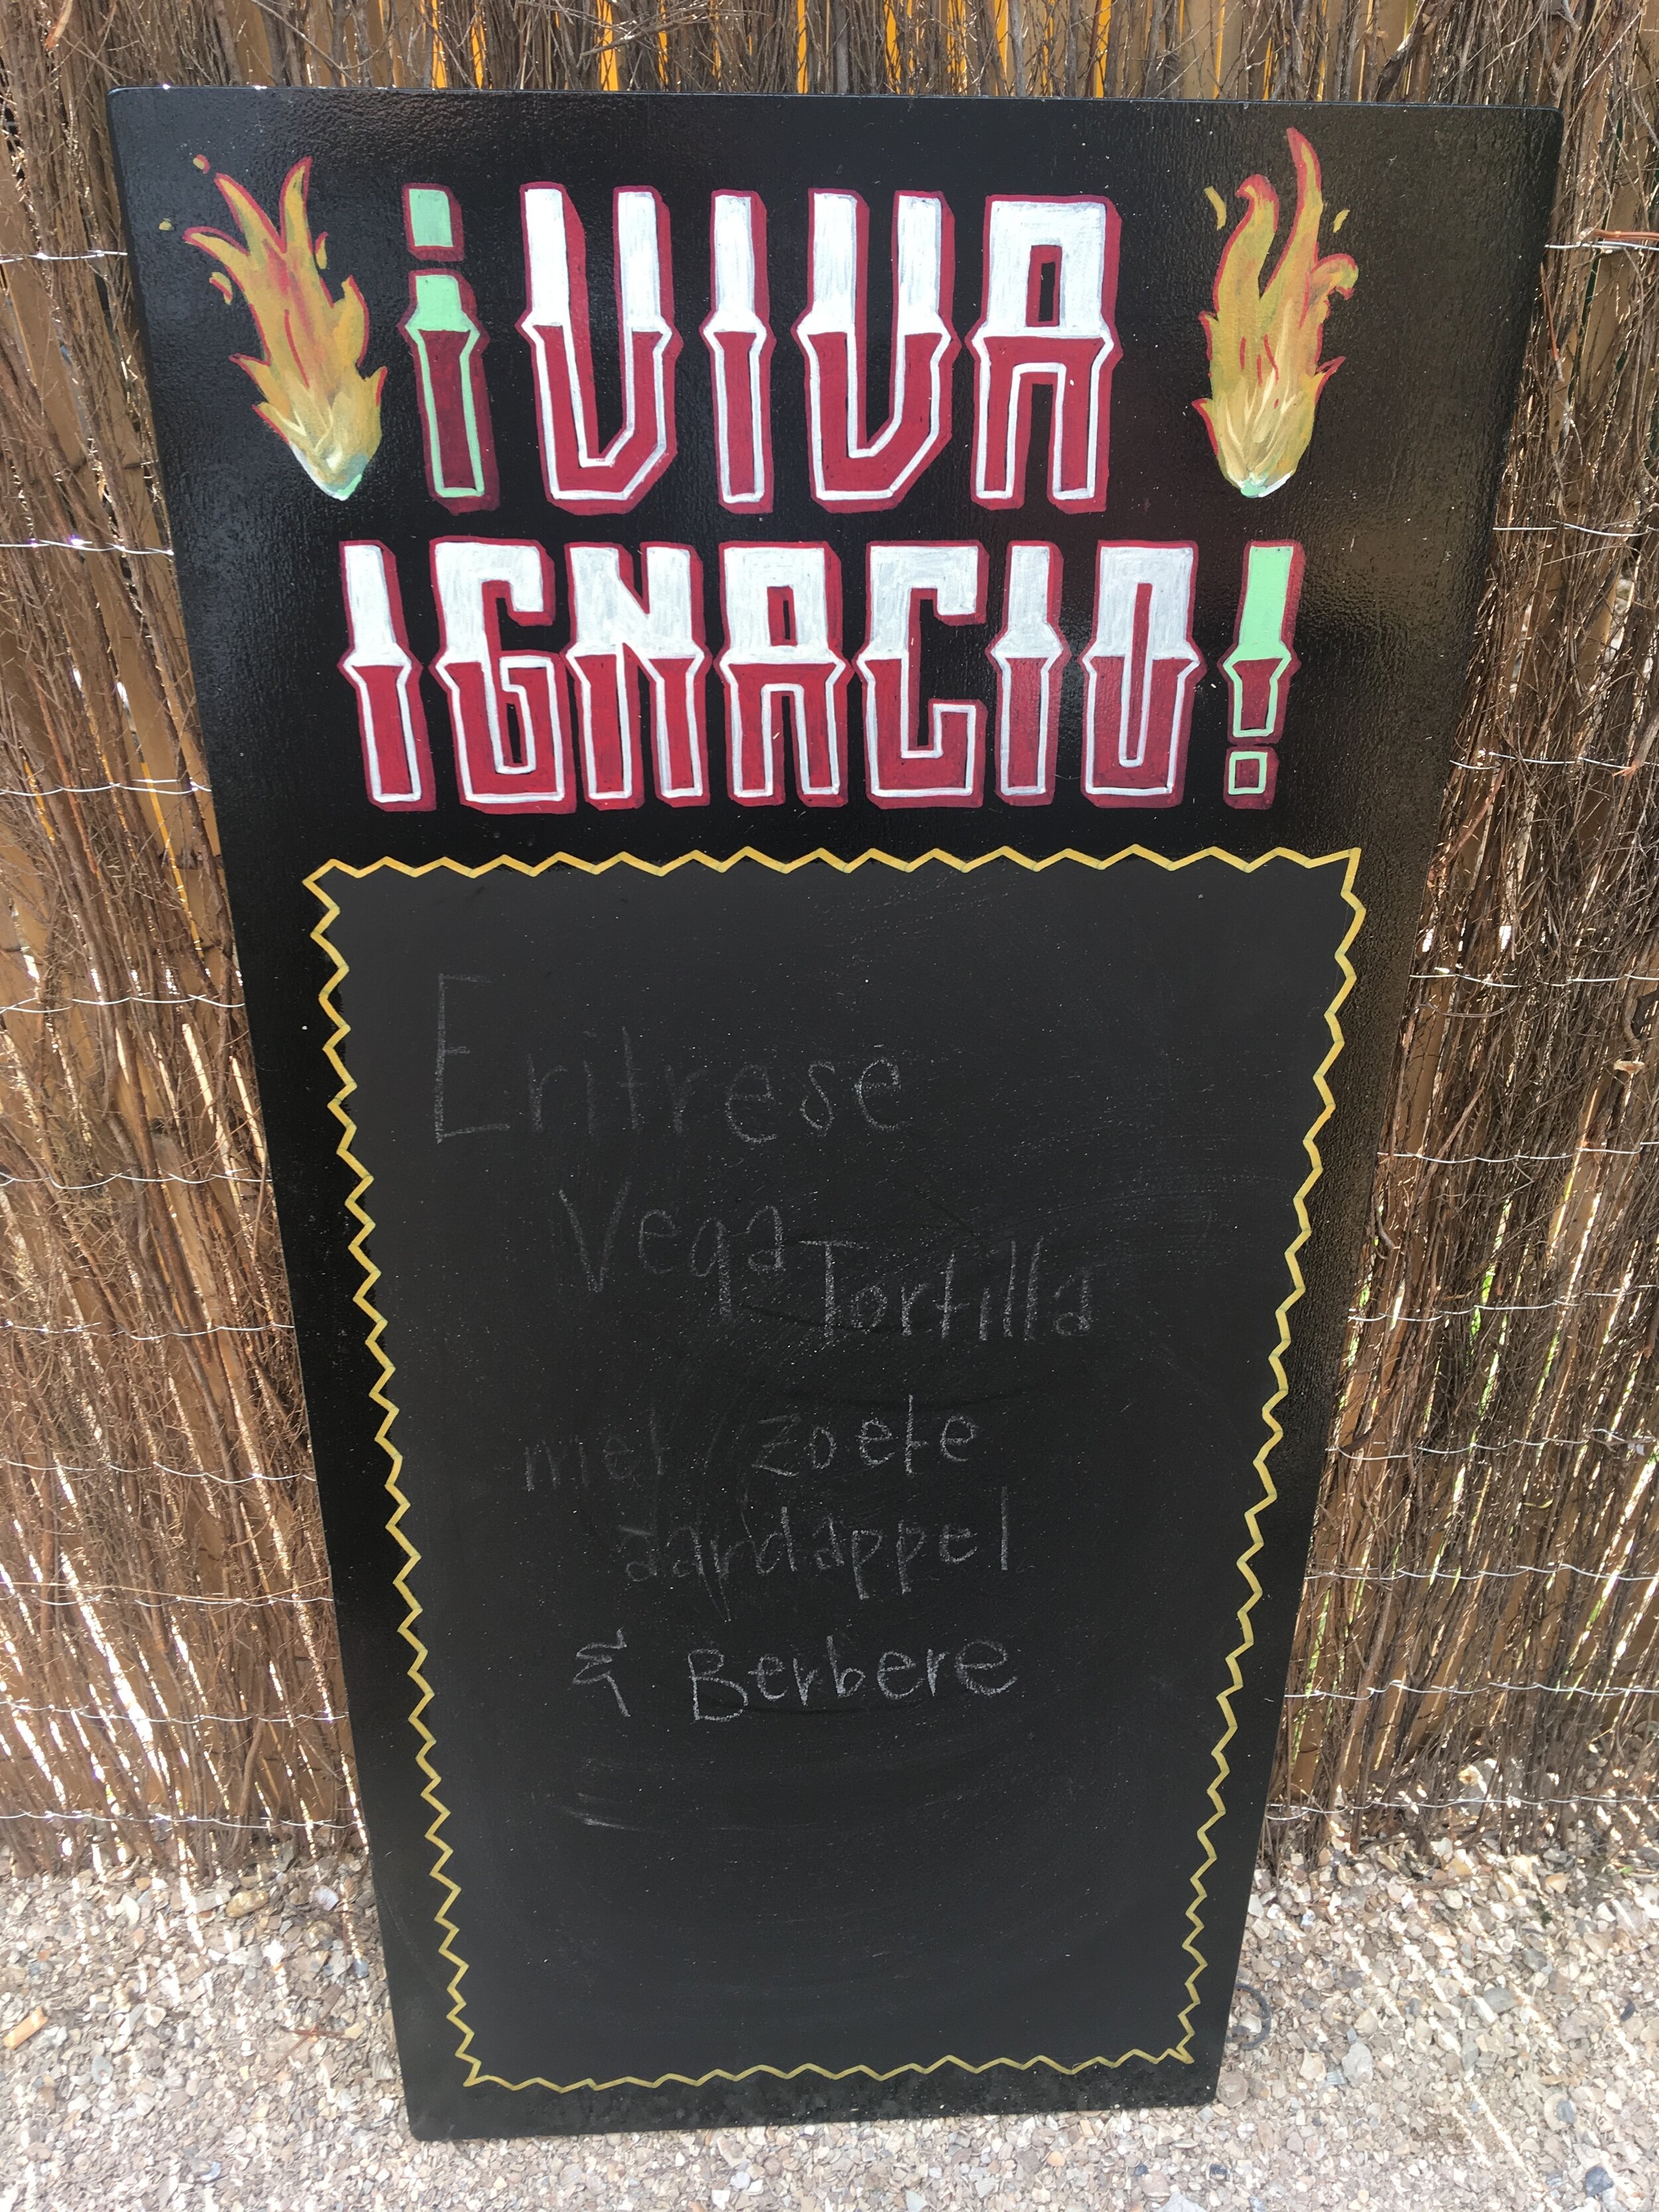 ¡VIVA
IGNACIO!
Eritrese
Vega Tortilla
met zoete
aardappel
& Berbere